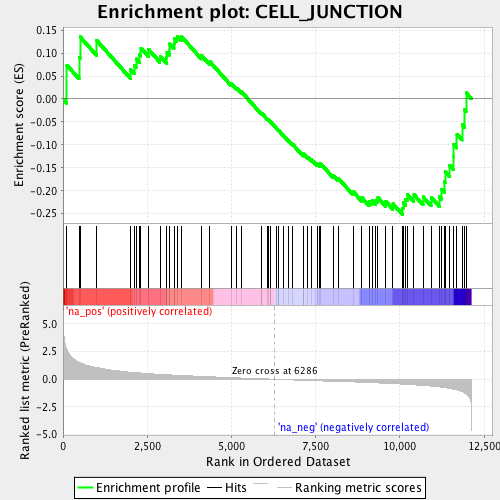 Enrichment plot: CELL_JUNCTION
Enrichment score (ES)
0.15
0.10
0.05
0.00
-0.05
-0.10
-0.15
-0.20
-0.25
'na_pos' (positively correlated)
Ranked list metric (PreRanked)
5.0
2.5
0.0
-2.5
-5.0
Zero cross at 6286
'na_neg' (negatively correlated)
0
2,500
5,000
7,500
10,000
12,500
Rank in Ordered Dataset
Enrichment profile
Hits
Ranking metric scores